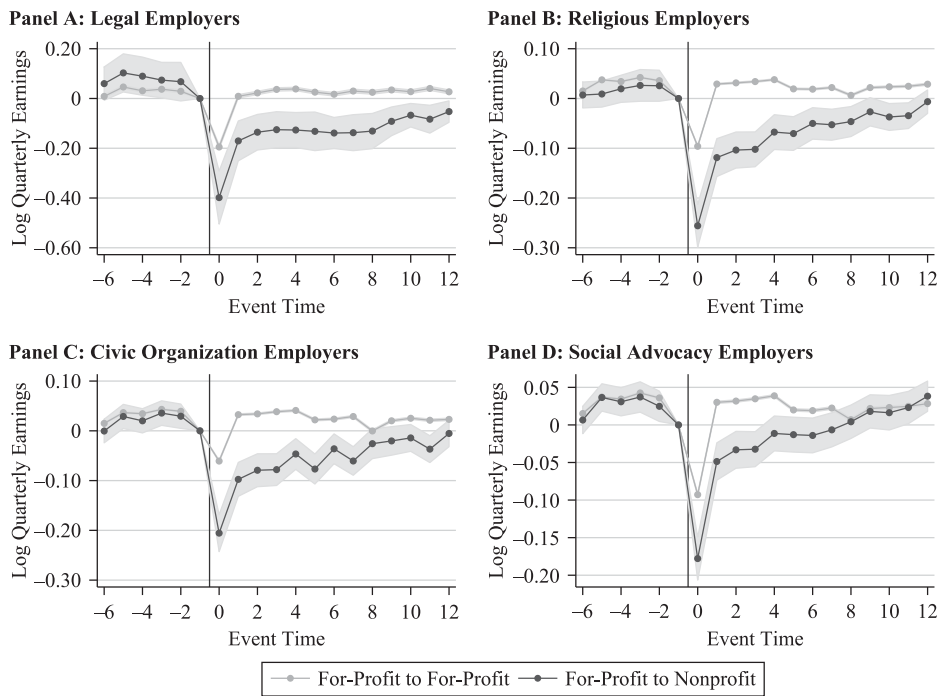 Panel A: Legal Employers
Log Quarterly Earnings
0.20
0
–0.20
–0.40
–0.60
–6 –4 –2 0 2 4 6 8 10 12
Event Time
Panel B: Religious Employers
Log Quarterly Earnings
0.10
0
–0.10
–0.20
–0.30
–6 –4 –2 0 2 4 6 8 10 12
Event Time
Panel C: Civic Organization Employers
Log Quarterly Earnings
0.10
0
–0.10
–0.20
–0.30
–6 –4 –2 0 2 4 6 8 10 12
Event Time
Panel D: Social Advocacy Employers
Log Quarterly Earnings
0.05
0
–0.05
–0.10
–0.15
–0.20
–6 –4 –2 0 2 4 6 8 10 12
Event Time
For-Profit to For-Profit For-Profit to Nonprofit